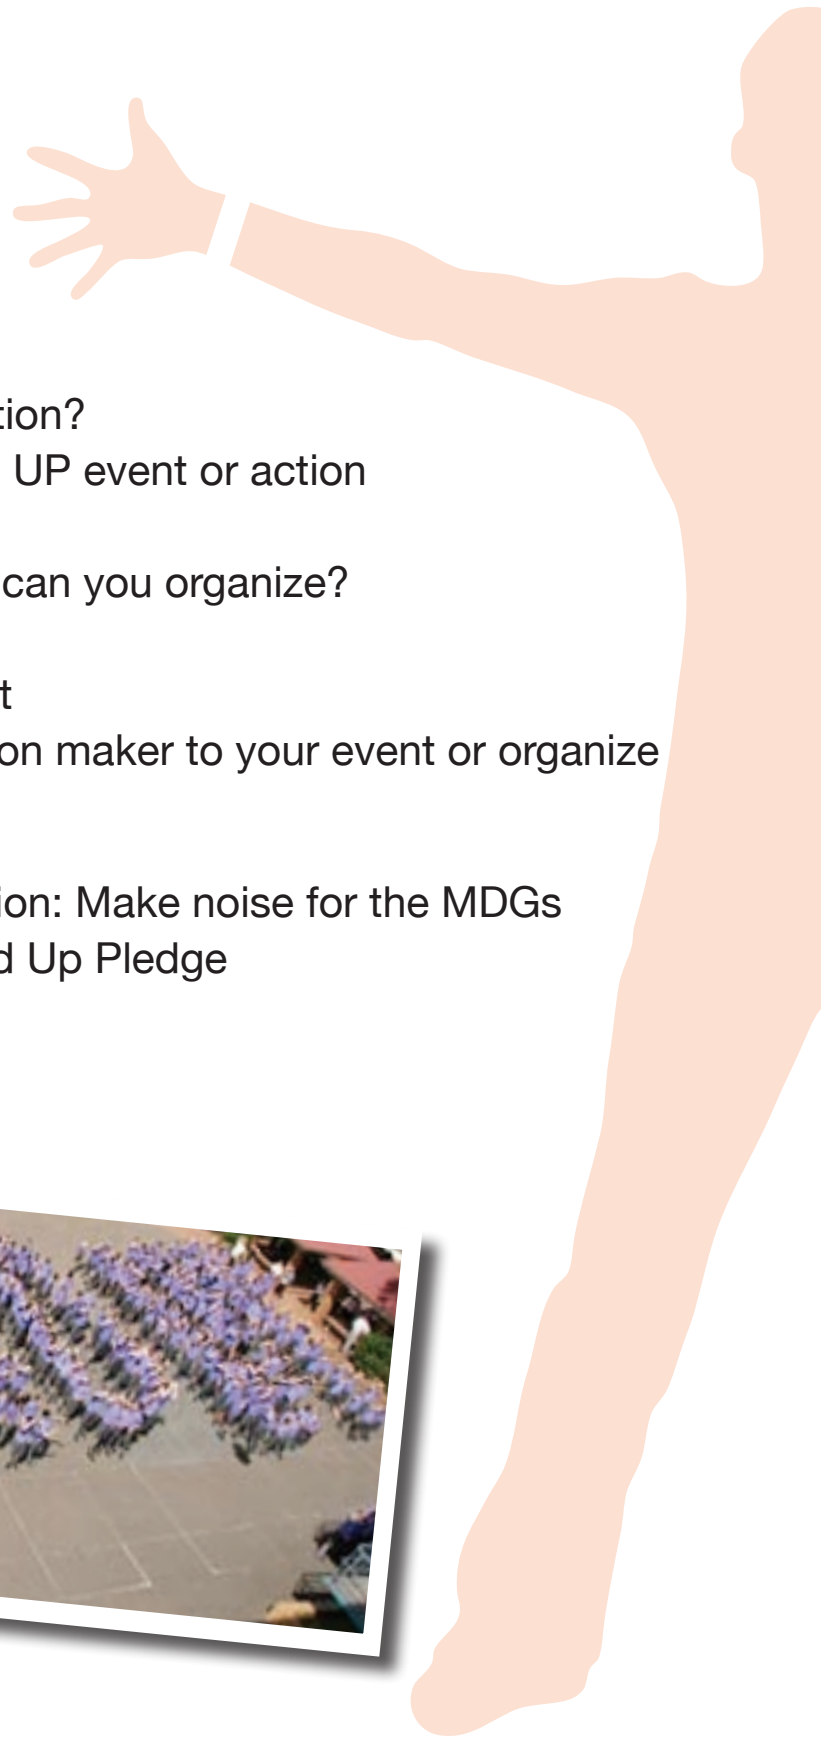 tion?
UP event or action
can you organize?
t
on maker to your event or organize
ion: Make noise for the MDGs
d Up Pledge